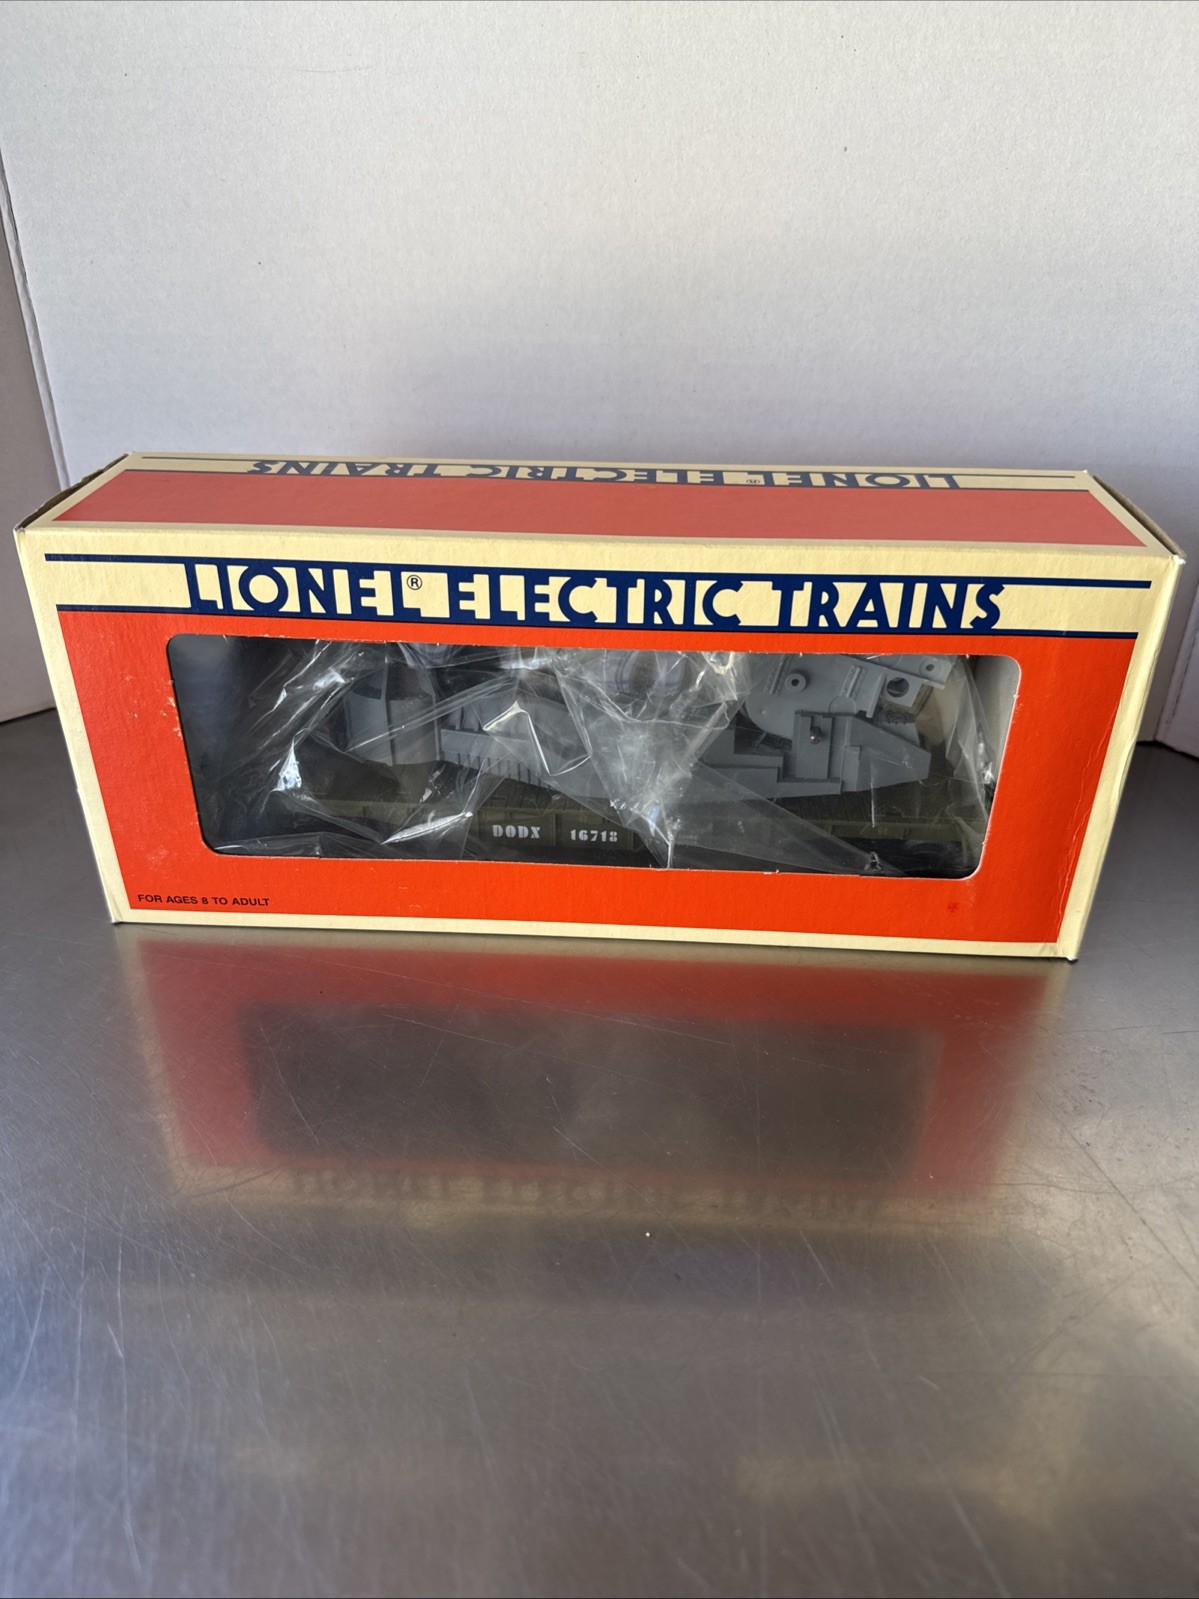 LIONEL® ELECTRIC TRAINS
LIONEL® ELECTRIC TRAINS
DODX 16718
FOR AGES 8 TO ADULT